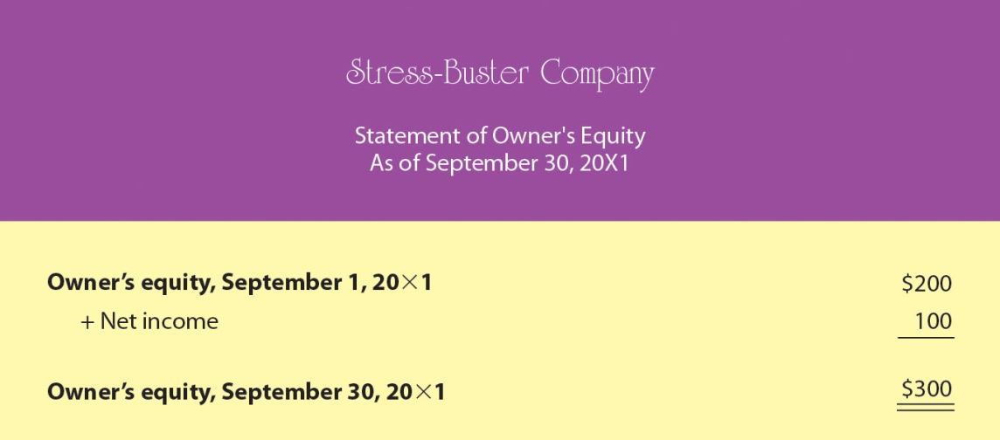 Stress-Buster Company
Statement of Owner's Equity
As of September 30, 20X1
Owner’s equity, September 1, 20×1 $200
+ Net income 100
Owner’s equity, September 30, 20×1 $300